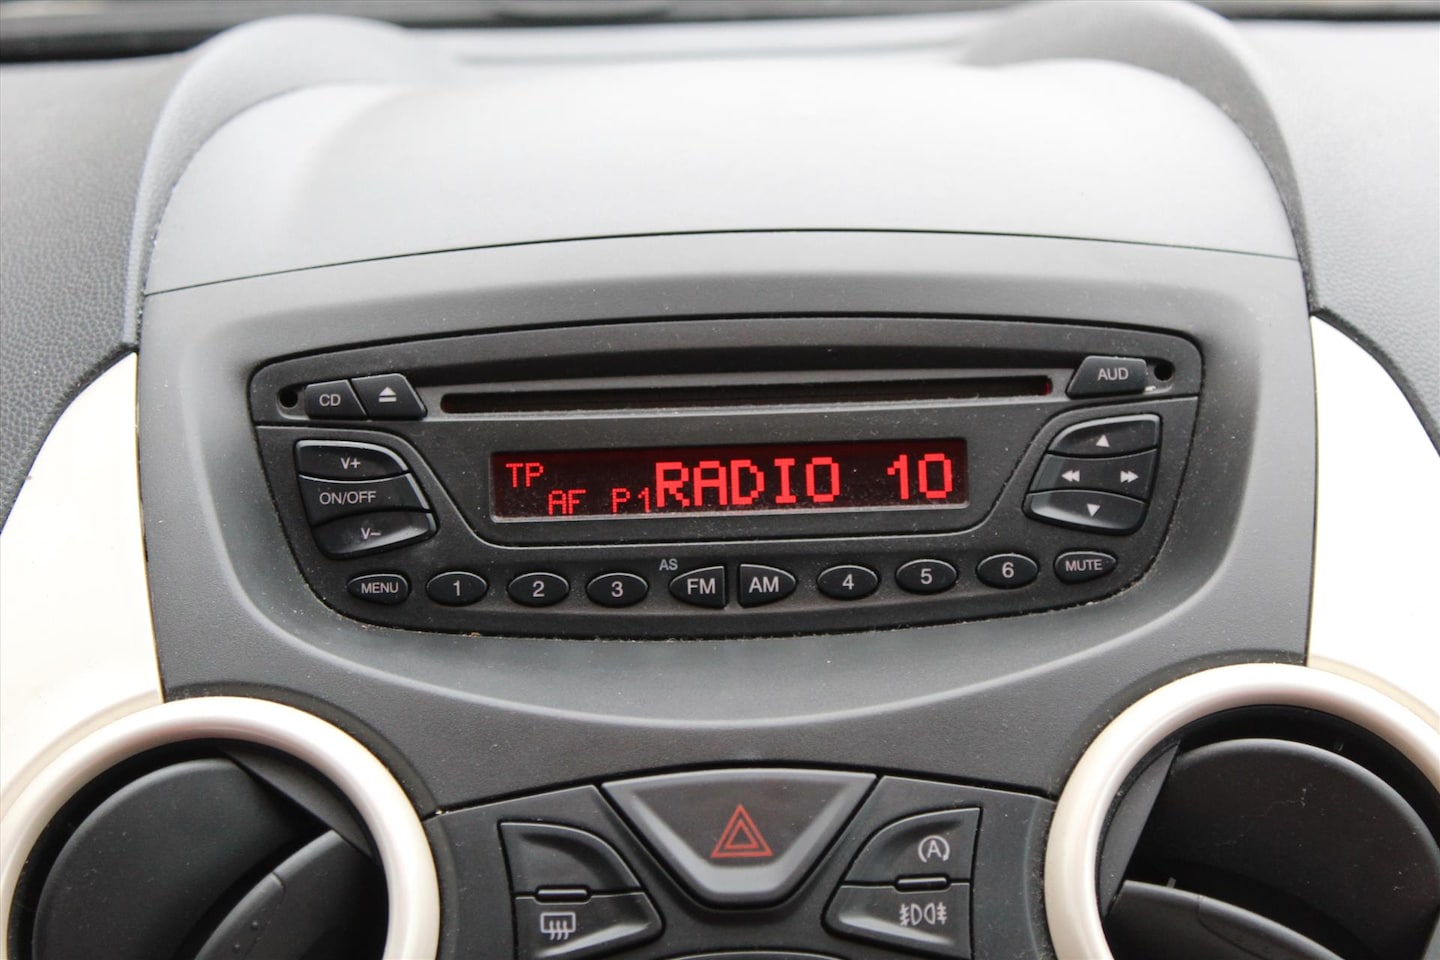 CD
AUD
V+
ON/OFF
V-
TP
AF P1 RADIO 10
MENU 1 2 3 AS FM AM 4 5 6 MUTE
A